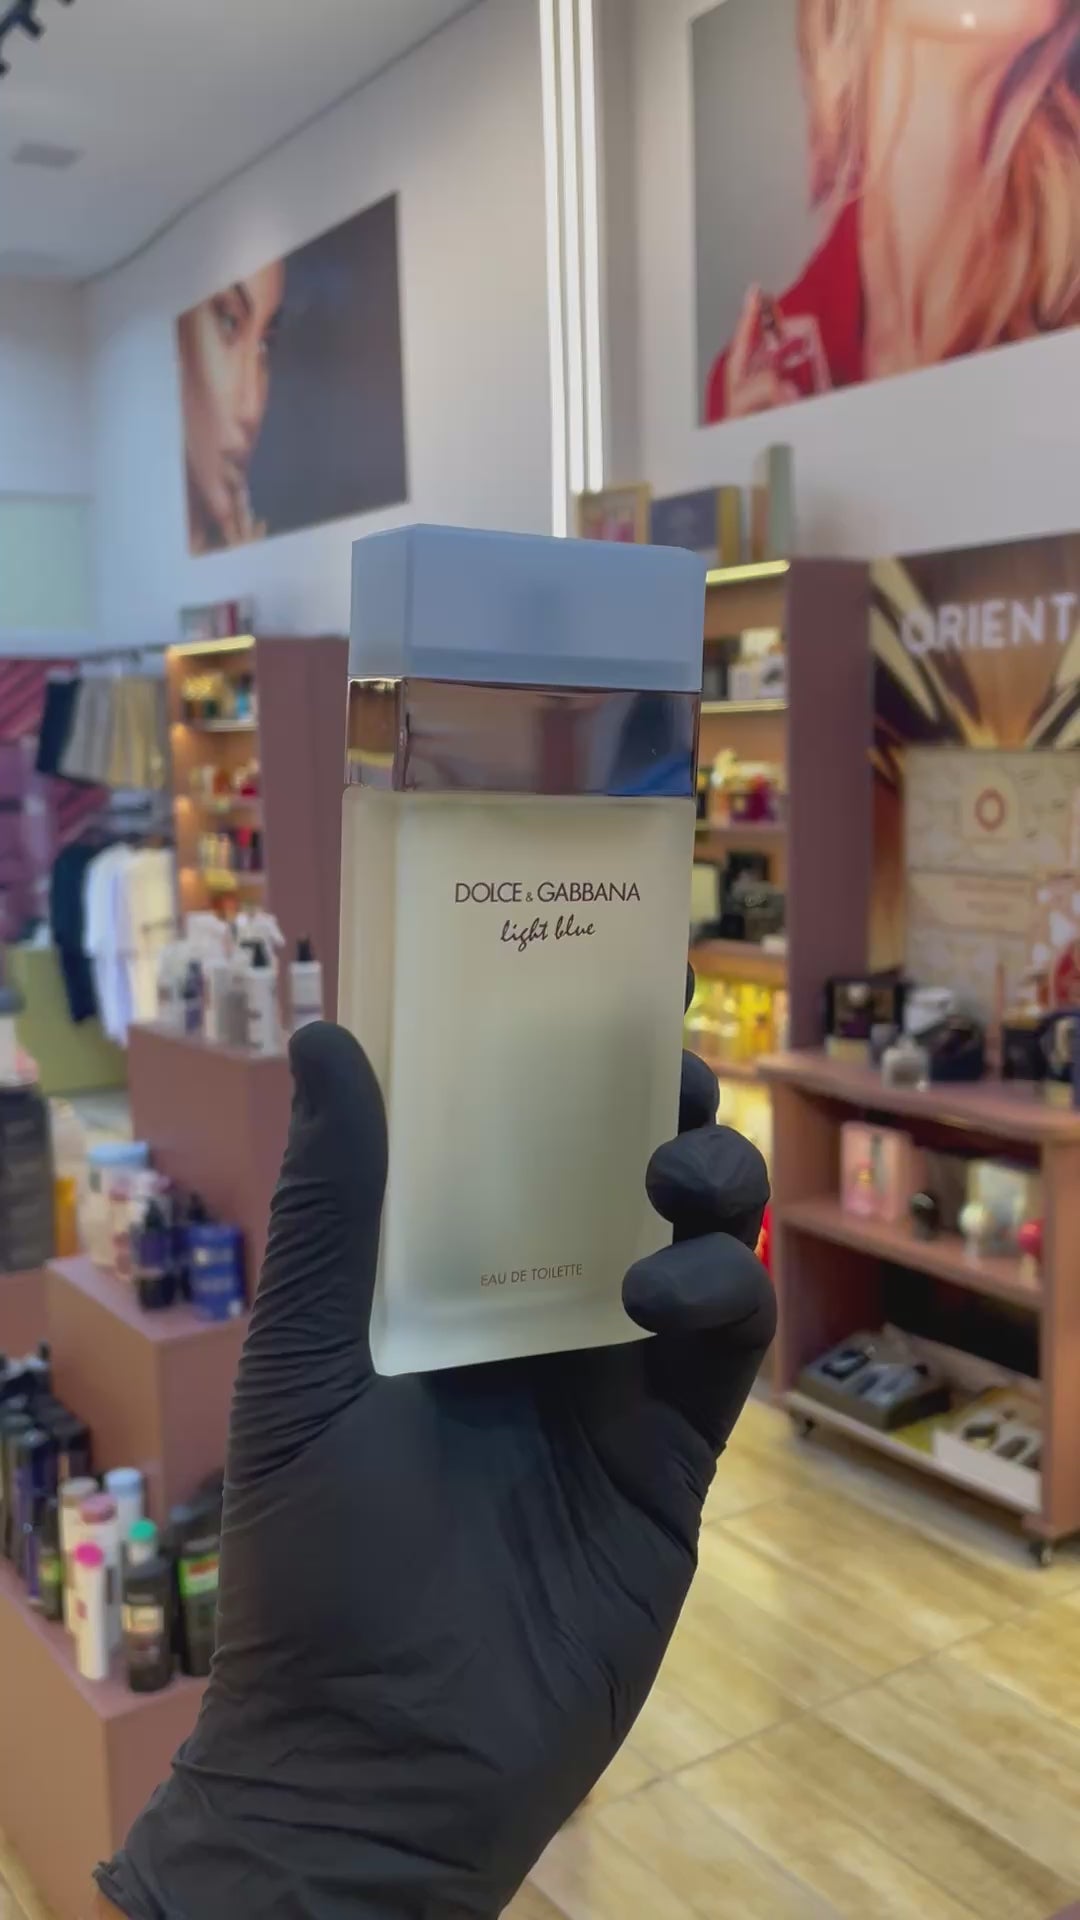 ORIENT
DOLCE & GABBANA
light blue
EAU DE TOILETTE